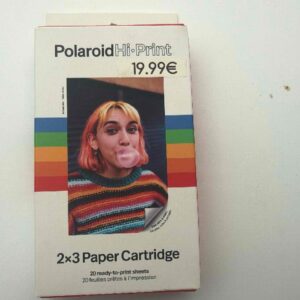 Polaroid Hi·Print
19.99€
2×3 Paper Cartridge
20 ready-to-print sheets
20 feuilles prêtes à l'impression